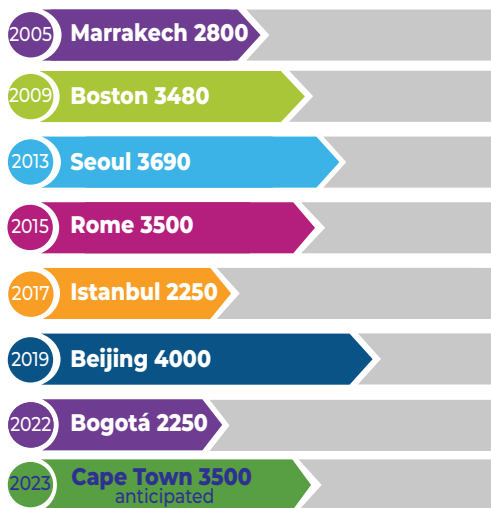 2005 Marrakech 2800
2009 Boston 3480
2013 Seoul 3690
2015 Rome 3500
2017 Istanbul 2250
2019 Beijing 4000
2022 Bogotá 2250
2023 Cape Town 3500
anticipated